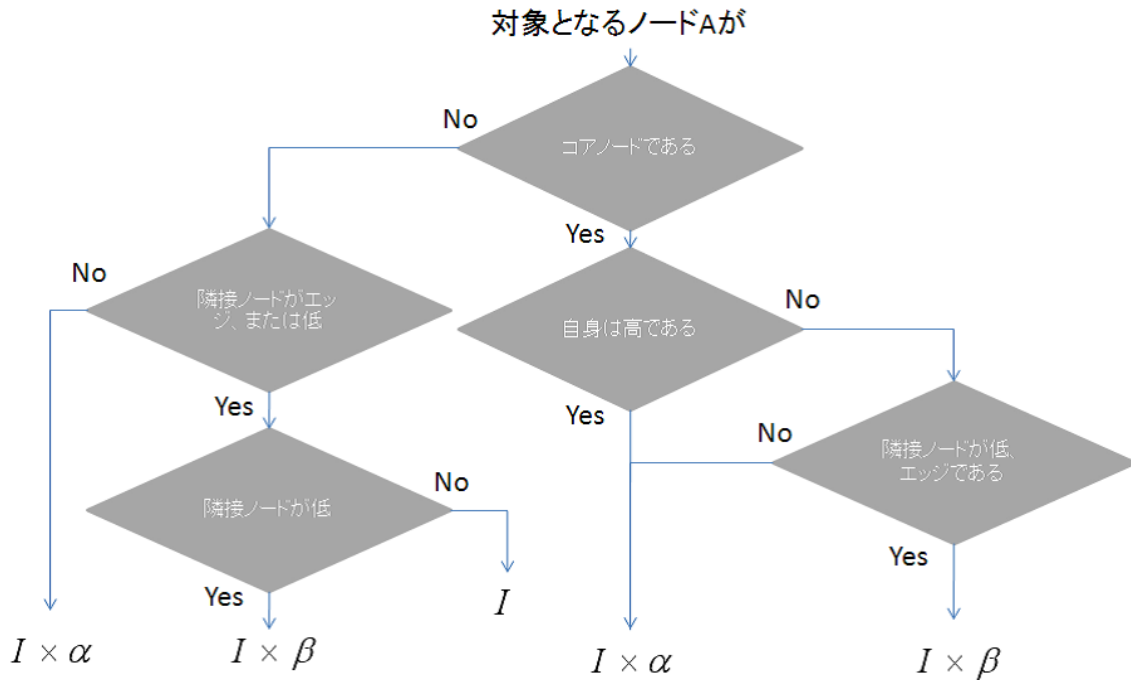 対象となるノードAが
No
コアノードである
Yes
No
隣接ノードがエッ
ジ、または低
自身は高である
No
Yes
Yes
No
隣接ノードが低、
エッジである
隣接ノードが低
No
Yes
Yes
I
I × α
I × β
I × α
I × β